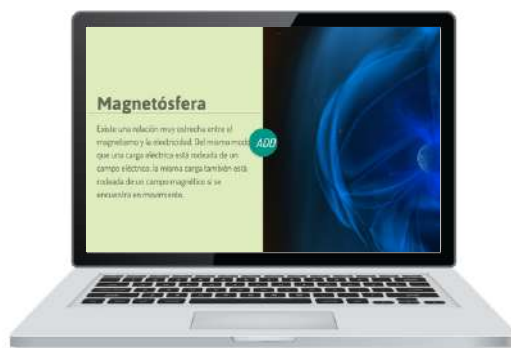 Magnetósfera
Existe una relación muy estrecha entre el
magnetismo y la electricidad. Del mismo modo
que una carga eléctrica está rodeada de un
campo eléctrico, la misma carga también está
rodeada de un campo magnético si se
encuentra en movimiento.
ADD